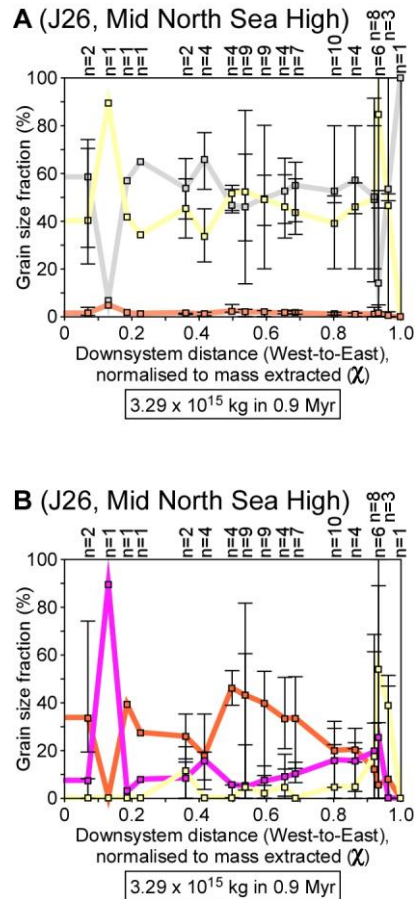 A (J26, Mid North Sea High)
n=2 n=1 n=1 n=1 n=2 n=4 n=4 n=9 n=9 n=4 n=7 n=10 n=4 n=8 n=6 n=3 n=1
Grain size fraction (%)
100
80
60
40
20
0
0 0.2 0.4 0.6 0.8 1.0
Downsystem distance (West-to-East),
normalised to mass extracted (χ)
3.29 x 10¹⁵ kg in 0.9 Myr
B (J26, Mid North Sea High)
n=2 n=1 n=1 n=1 n=2 n=4 n=4 n=9 n=9 n=4 n=7 n=10 n=4 n=8 n=6 n=3 n=1
Grain size fraction (%)
100
80
60
40
20
0
0 0.2 0.4 0.6 0.8 1.0
Downsystem distance (West-to-East),
normalised to mass extracted (χ)
3.29 x 10¹⁵ kg in 0.9 Myr